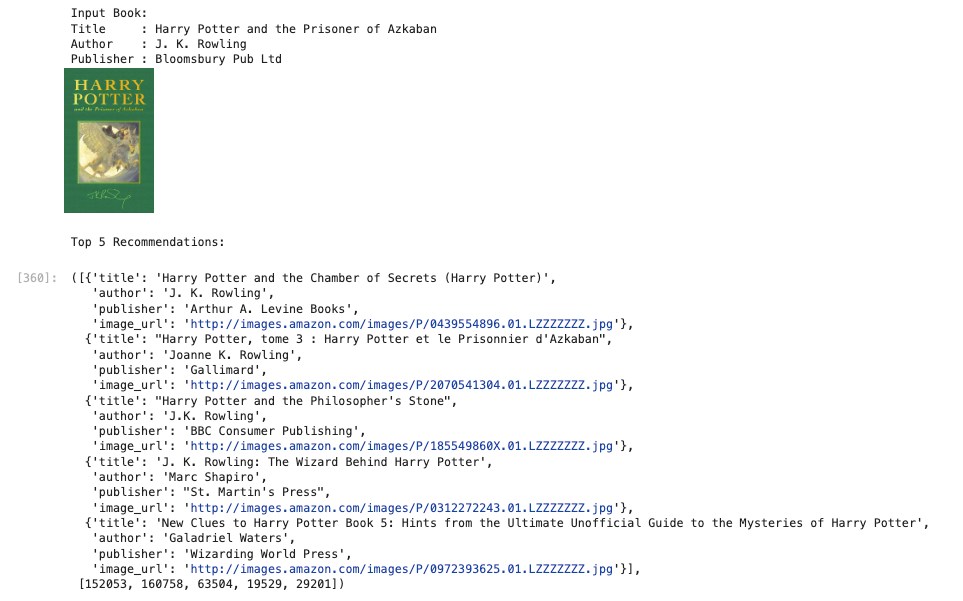 Input Book:
Title     : Harry Potter and the Prisoner of Azkaban
Author    : J. K. Rowling
Publisher : Bloomsbury Pub Ltd
HARRY
POTTER
and the Prisoner of Azkaban
Top 5 Recommendations:
[360]: ([{'title': 'Harry Potter and the Chamber of Secrets (Harry Potter)',
'author': 'J. K. Rowling',
'publisher': 'Arthur A. Levine Books',
'image_url': 'http://images.amazon.com/images/P/0439554896.01.LZZZZZZZ.jpg'},
{'title': "Harry Potter, tome 3 : Harry Potter et le Prisonnier d'Azkaban",
'author': 'Joanne K. Rowling',
'publisher': 'Gallimard',
'image_url': 'http://images.amazon.com/images/P/2070541304.01.LZZZZZZZ.jpg'},
{'title': "Harry Potter and the Philosopher's Stone",
'author': 'J.K. Rowling',
'publisher': 'BBC Consumer Publishing',
'image_url': 'http://images.amazon.com/images/P/185549860X.01.LZZZZZZZ.jpg'},
{'title': 'J. K. Rowling: The Wizard Behind Harry Potter',
'author': 'Marc Shapiro',
'publisher': "St. Martin's Press",
'image_url': 'http://images.amazon.com/images/P/0312272243.01.LZZZZZZZ.jpg'},
{'title': 'New Clues to Harry Potter Book 5: Hints from the Ultimate Unofficial Guide to the Mysteries of Harry Potter',
'author': 'Galadriel Waters',
'publisher': 'Wizarding World Press',
'image_url': 'http://images.amazon.com/images/P/0972393625.01.LZZZZZZZ.jpg'}],
[152053, 160758, 63504, 19529, 29201])